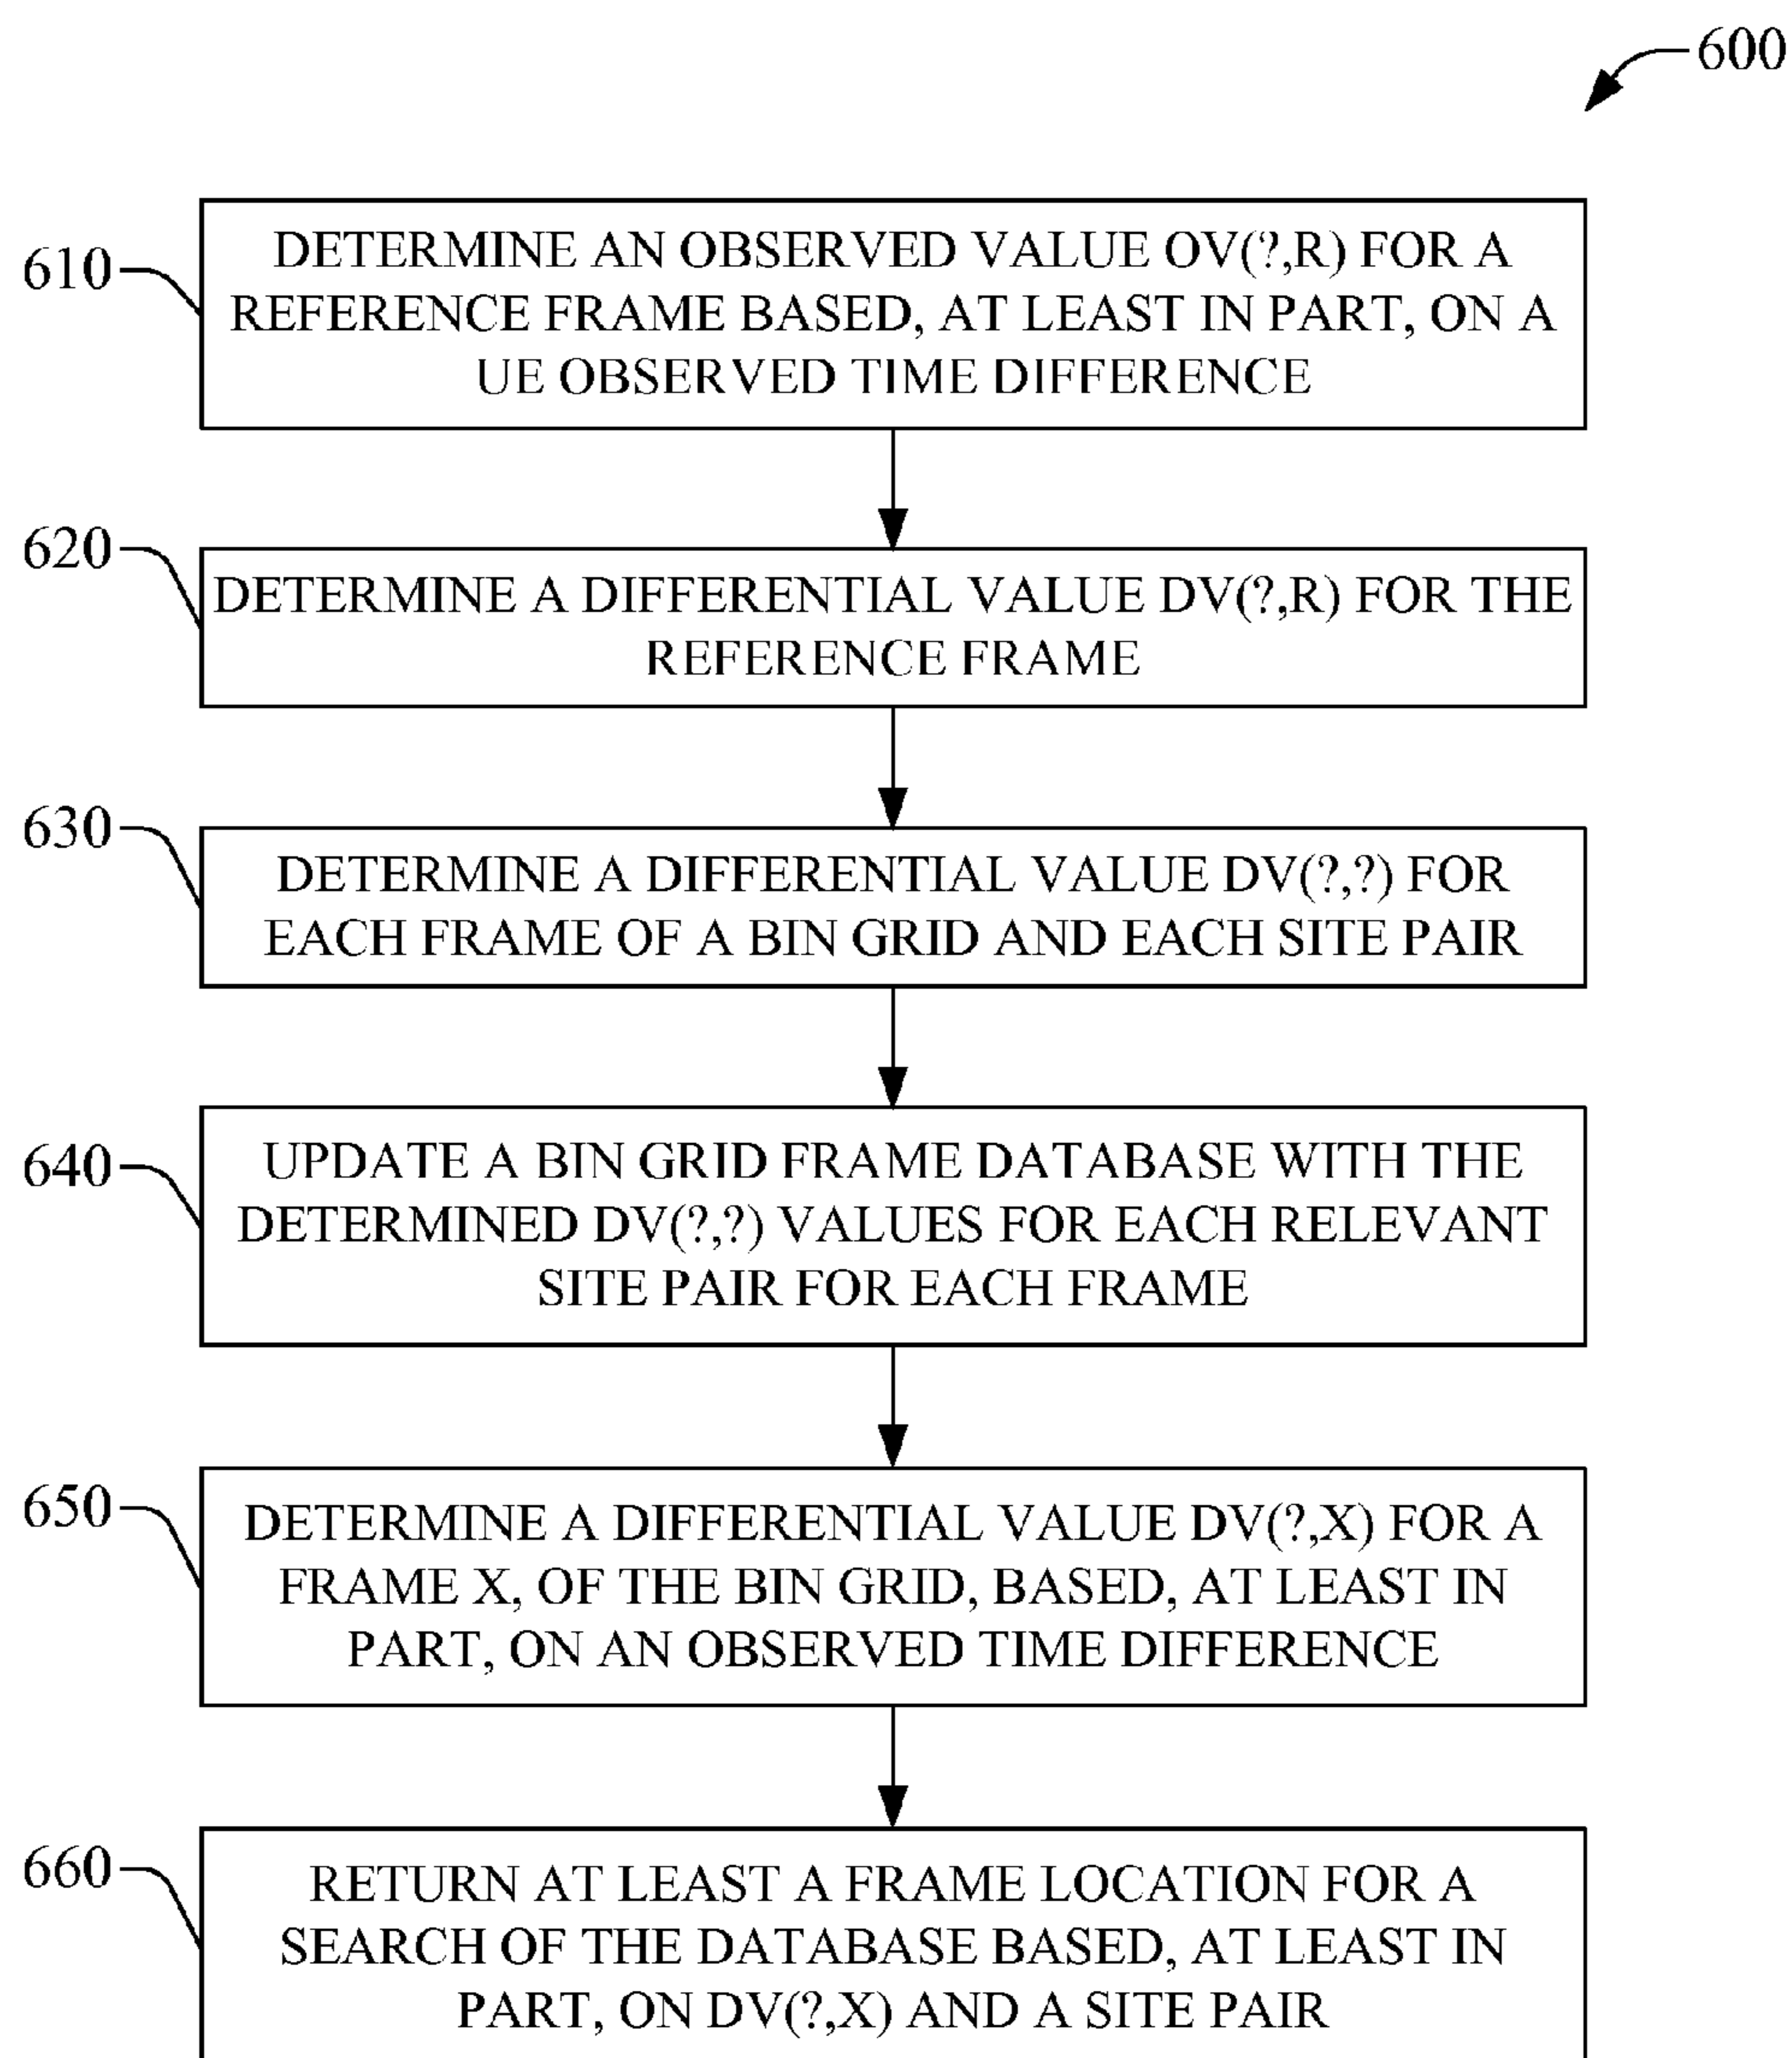 600
610
DETERMINE AN OBSERVED VALUE OV(?,R) FOR A
REFERENCE FRAME BASED, AT LEAST IN PART, ON A
UE OBSERVED TIME DIFFERENCE
620
DETERMINE A DIFFERENTIAL VALUE DV(?,R) FOR THE
REFERENCE FRAME
630
DETERMINE A DIFFERENTIAL VALUE DV(?,?) FOR
EACH FRAME OF A BIN GRID AND EACH SITE PAIR
640
UPDATE A BIN GRID FRAME DATABASE WITH THE
DETERMINED DV(?,?) VALUES FOR EACH RELEVANT
SITE PAIR FOR EACH FRAME
650
DETERMINE A DIFFERENTIAL VALUE DV(?,X) FOR A
FRAME X, OF THE BIN GRID, BASED, AT LEAST IN
PART, ON AN OBSERVED TIME DIFFERENCE
660
RETURN AT LEAST A FRAME LOCATION FOR A
SEARCH OF THE DATABASE BASED, AT LEAST IN
PART, ON DV(?,X) AND A SITE PAIR